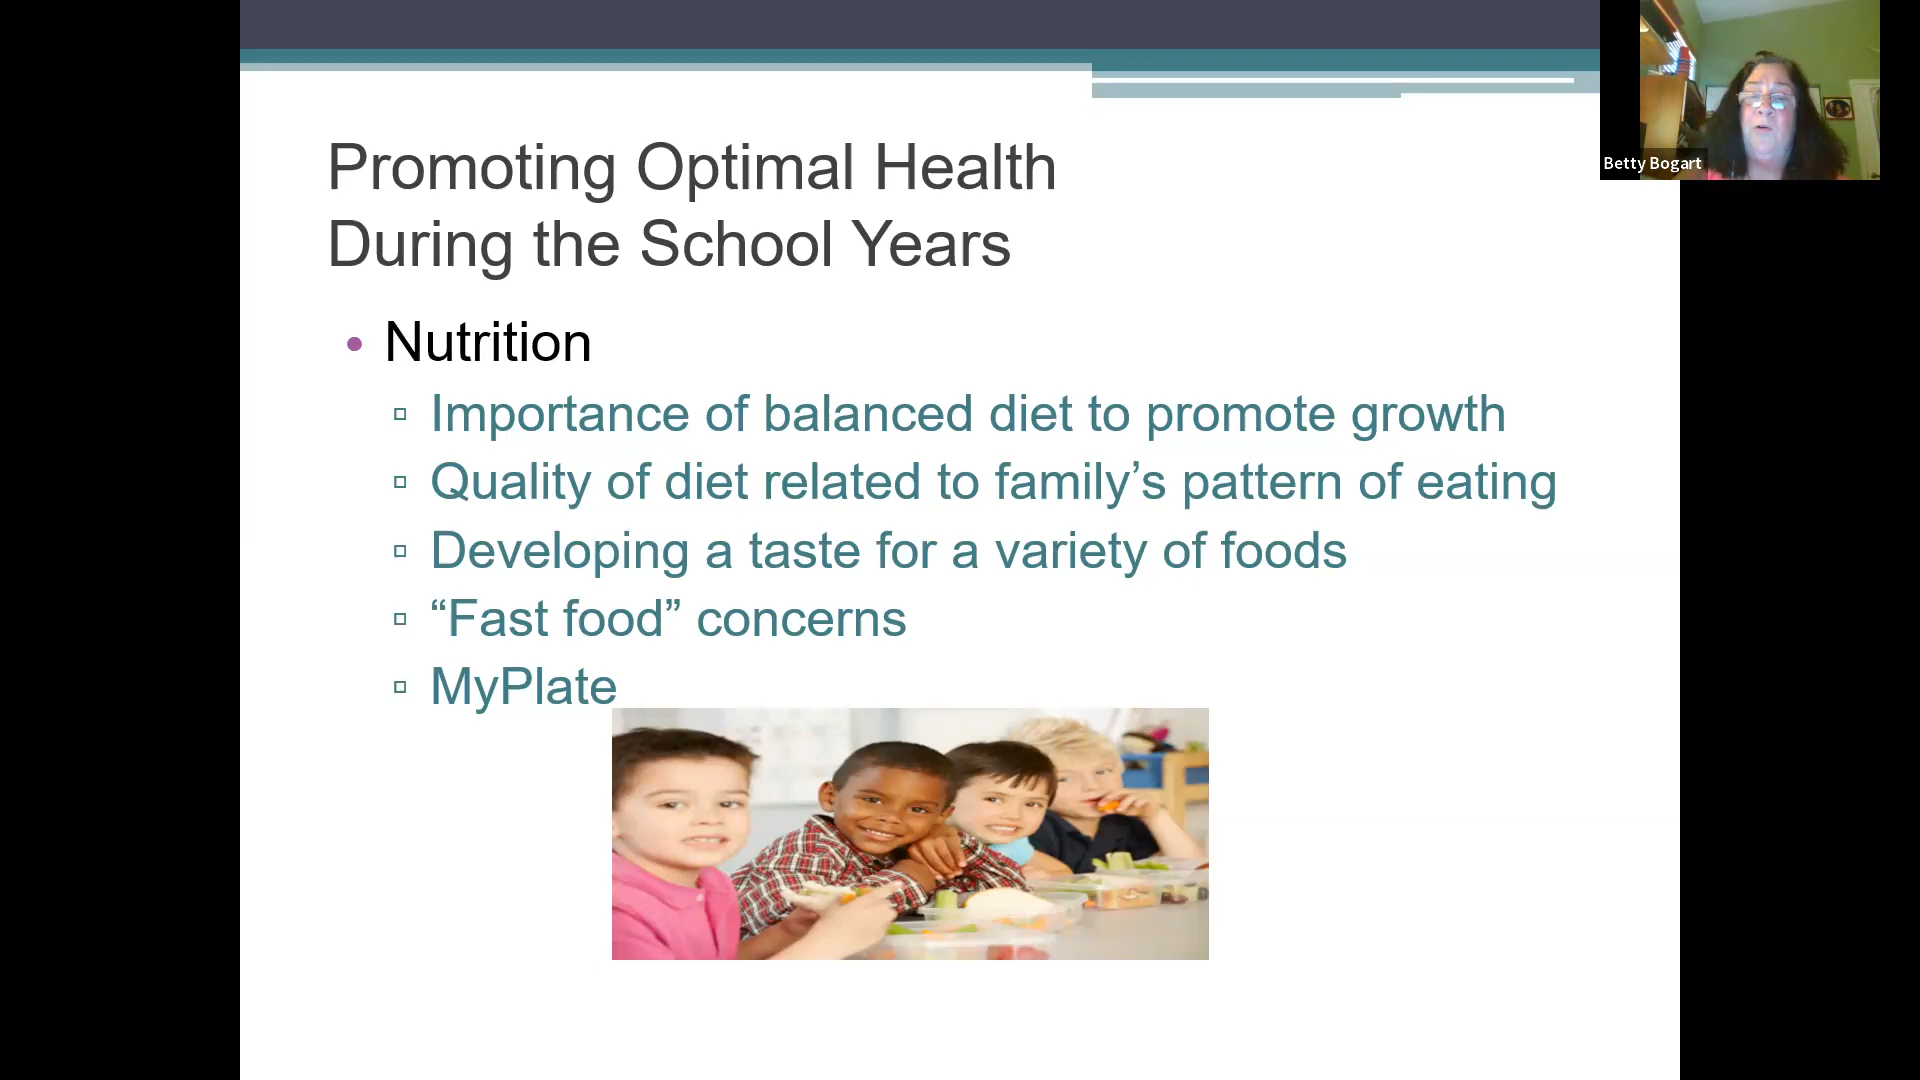 Promoting Optimal Health
During the School Years
Nutrition
Importance of balanced diet to promote growth
Quality of diet related to family’s pattern of eating
Developing a taste for a variety of foods
“Fast food” concerns
MyPlate
Betty Bogart